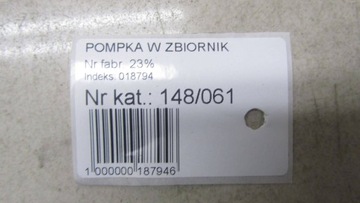 POMPKA W ZBIORNIK
Nr fabr 23%
Indeks: 018794
Nr kat.: 148/061
1 000000 187946